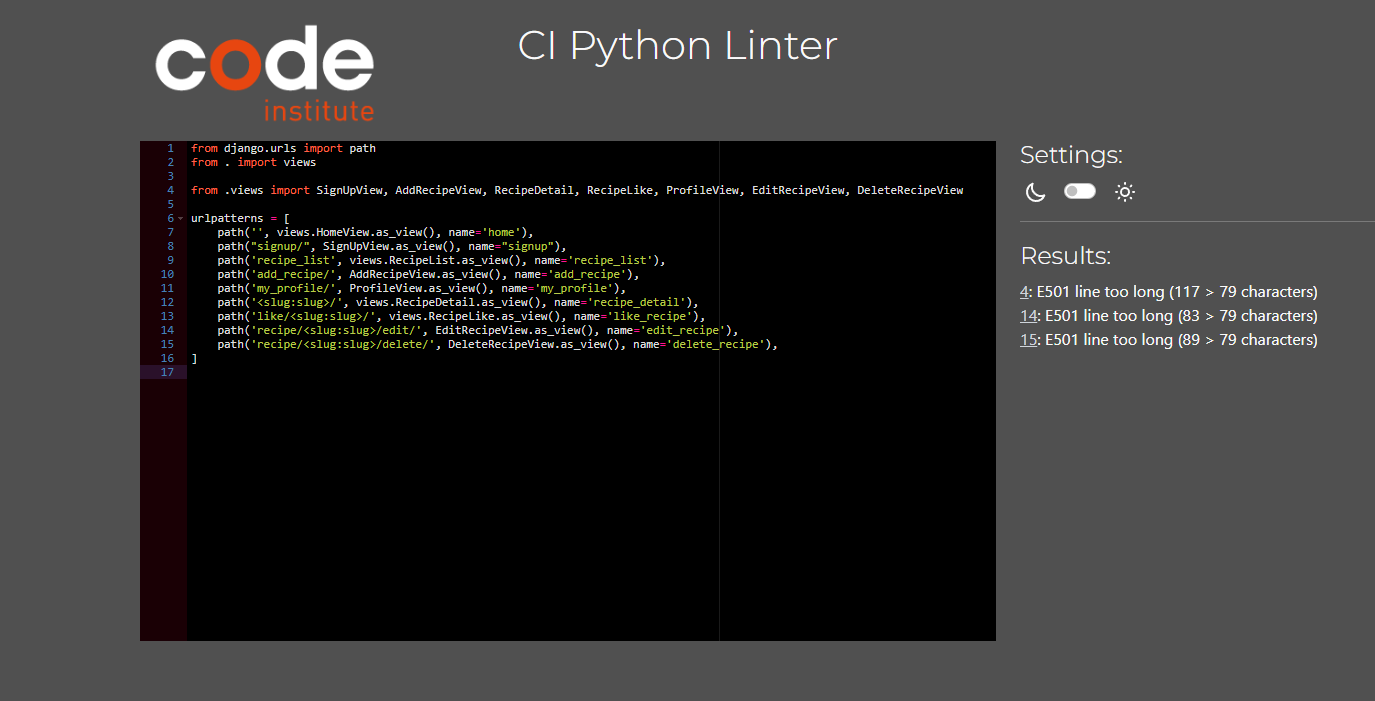 code
institute
CI Python Linter
1 from django.urls import path
2 from . import views
3
4 from .views import SignUpView, AddRecipeView, RecipeDetail, RecipeLike, ProfileView, EditRecipeView, DeleteRecipeView
5
6 urlpatterns = [
7     path('', views.HomeView.as_view(), name='home'),
8     path("signup/", SignUpView.as_view(), name="signup"),
9     path('recipe_list', views.RecipeList.as_view(), name='recipe_list'),
10     path('add_recipe/', AddRecipeView.as_view(), name='add_recipe'),
11     path('my_profile/', ProfileView.as_view(), name='my_profile'),
12     path('<slug:slug>/', views.RecipeDetail.as_view(), name='recipe_detail'),
13     path('like/<slug:slug>/', views.RecipeLike.as_view(), name='like_recipe'),
14     path('recipe/<slug:slug>/edit/', EditRecipeView.as_view(), name='edit_recipe'),
15     path('recipe/<slug:slug>/delete/', DeleteRecipeView.as_view(), name='delete_recipe'),
16 ]
17
Settings:
Results:
4: E501 line too long (117 > 79 characters)
14: E501 line too long (83 > 79 characters)
15: E501 line too long (89 > 79 characters)